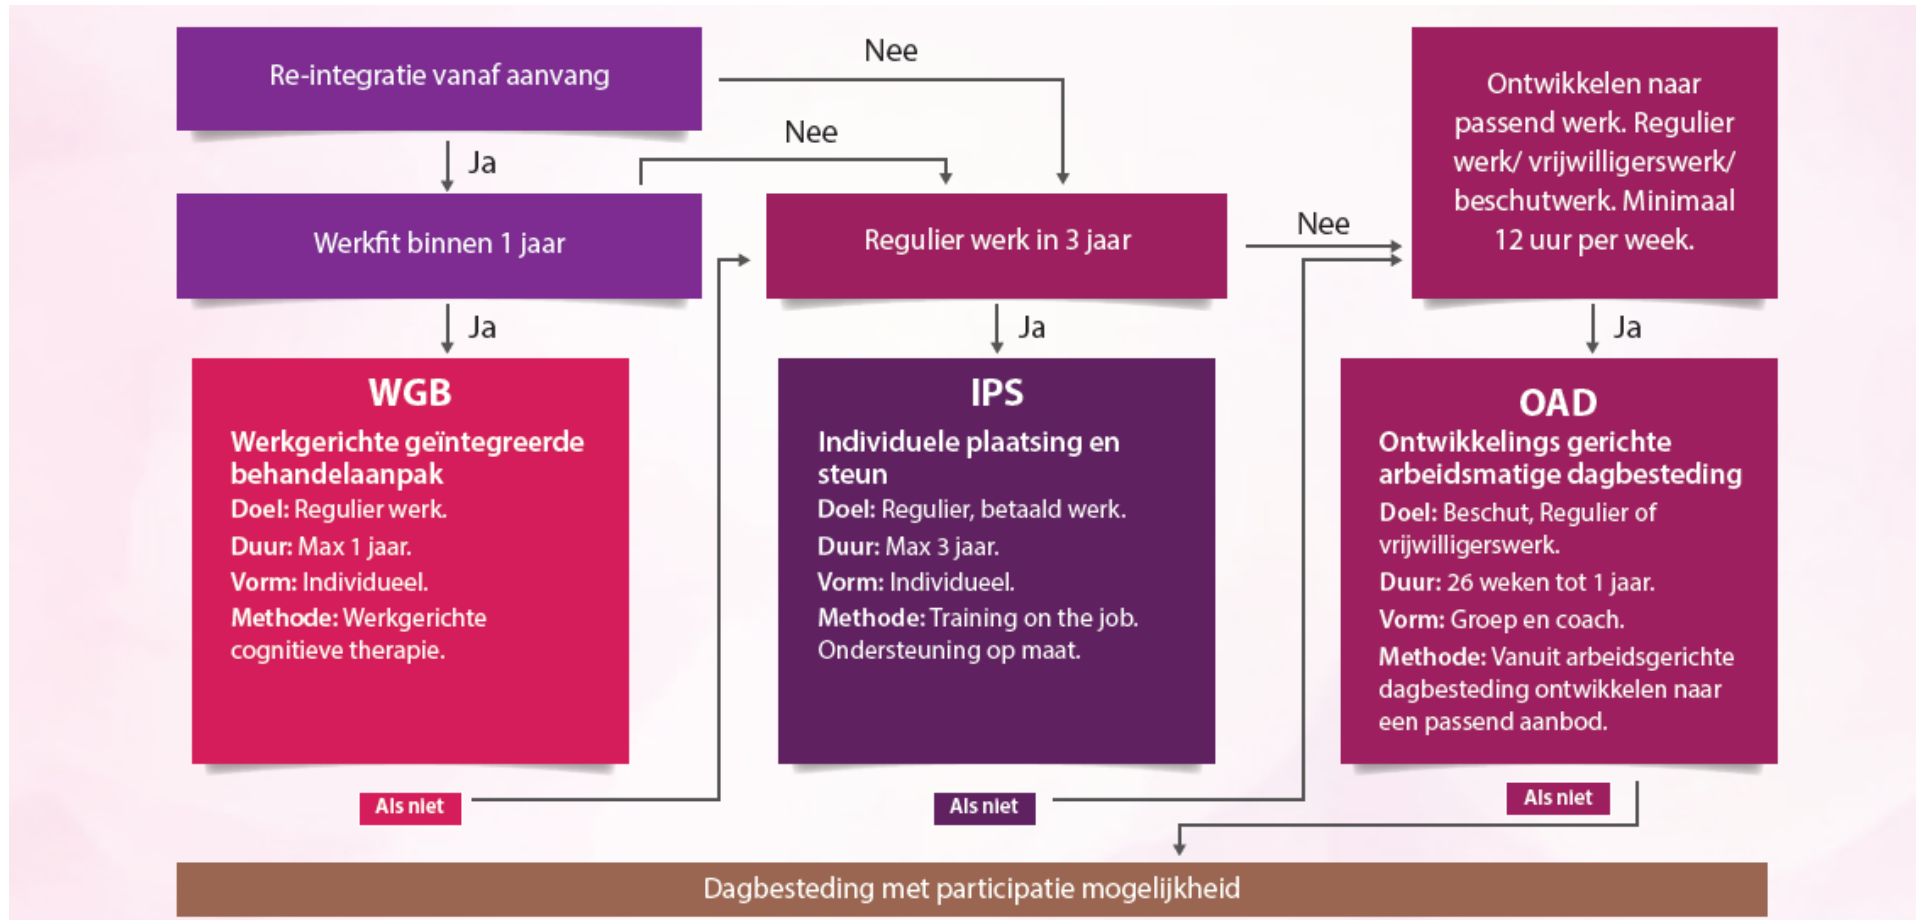 Re-integratie vanaf aanvang
Nee
Ja
Nee
Werkfit binnen 1 jaar
Regulier werk in 3 jaar
Nee
Ontwikkelen naar
passend werk. Regulier
werk/ vrijwilligerswerk/
beschutwerk. Minimaal
12 uur per week.
Ja
Ja
Ja
WGB
Werkgerichte geïntegreerde
behandelaanpak
Doel: Regulier werk.
Duur: Max 1 jaar.
Vorm: Individueel.
Methode: Werkgerichte
cognitieve therapie.
Als niet
IPS
Individuele plaatsing en
steun
Doel: Regulier, betaald werk.
Duur: Max 3 jaar.
Vorm: Individueel.
Methode: Training on the job.
Ondersteuning op maat.
Als niet
OAD
Ontwikkelings gerichte
arbeidsmatige dagbesteding
Doel: Beschut, Regulier of
vrijwilligerswerk.
Duur: 26 weken tot 1 jaar.
Vorm: Groep en coach.
Methode: Vanuit arbeidsgerichte
dagbesteding ontwikkelen naar
een passend aanbod.
Als niet
Dagbesteding met participatie mogelijkheid